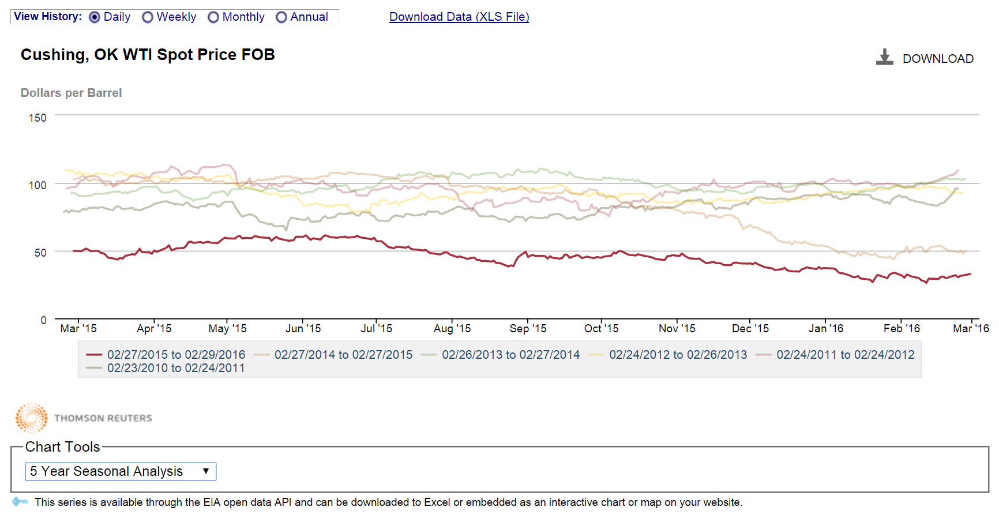 View History: Daily Weekly Monthly Annual Download Data (XLS File)
Cushing, OK WTI Spot Price FOB
DOWNLOAD
Dollars per Barrel
150
100
50
0
Mar '15 Apr '15 May '15 Jun '15 Jul '15 Aug '15 Sep '15 Oct '15 Nov '15 Dec '15 Jan '16 Feb '16 Mar '16
02/27/2015 to 02/29/2016 02/27/2014 to 02/27/2015 02/26/2013 to 02/27/2014 02/24/2012 to 02/26/2013 02/24/2011 to 02/24/2012
02/23/2010 to 02/24/2011
THOMSON REUTERS
Chart Tools
5 Year Seasonal Analysis
This series is available through the EIA open data API and can be downloaded to Excel or embedded as an interactive chart or map on your website.